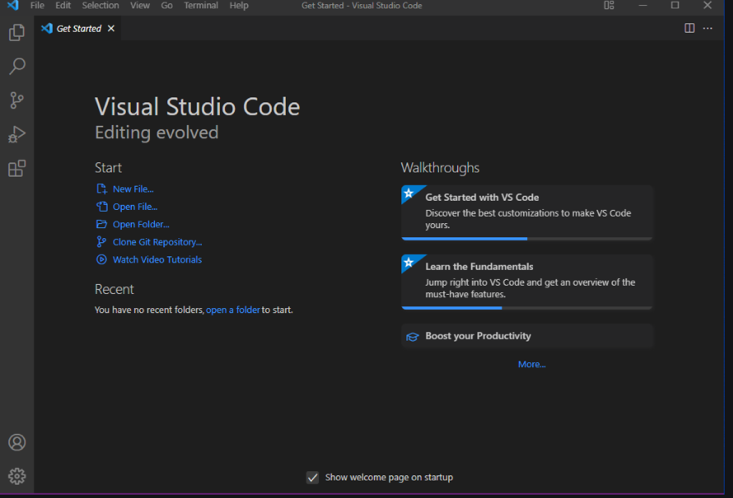 File Edit Selection View Go Terminal Help Get Started - Visual Studio Code
Get Started
Visual Studio Code
Editing evolved
Start
New File...
Open File...
Open Folder...
Clone Git Repository...
Watch Video Tutorials
Recent
You have no recent folders, open a folder to start.
Walkthroughs
Get Started with VS Code
Discover the best customizations to make VS Code
yours.
Learn the Fundamentals
Jump right into VS Code and get an overview of the
must-have features.
Boost your Productivity
More...
Show welcome page on startup